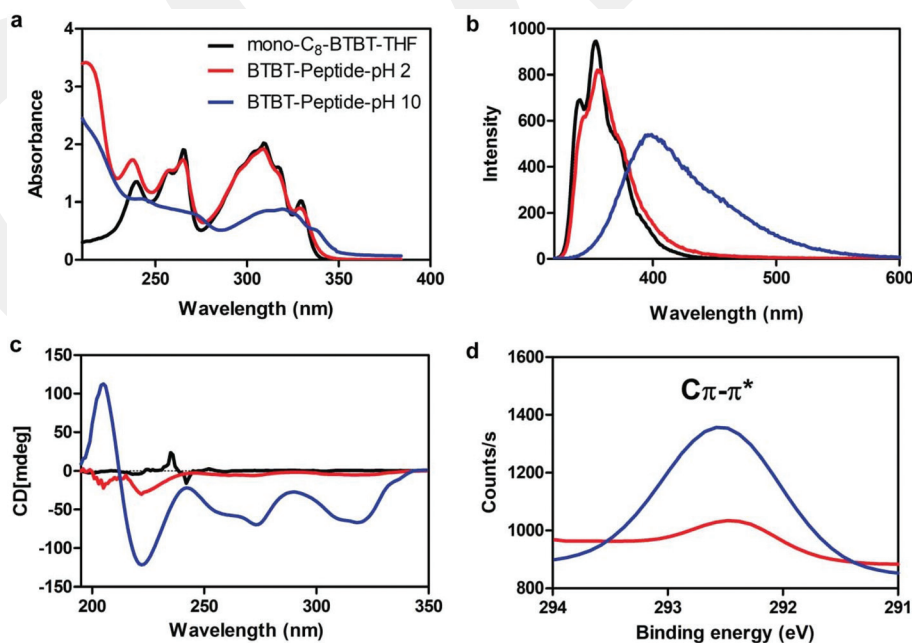 a
4
3
2
1
0
Absorbance
mono-C₈-BTBT-THF
BTBT-Peptide-pH 2
BTBT-Peptide-pH 10
250 300 350 400
Wavelength (nm)
b
1000
800
600
400
200
0
Intensity
400 500 600
Wavelength (nm)
c
150
100
50
0
-50
-100
-150
CD[mdeg]
200 250 300 350
Wavelength (nm)
d
1600
1400
1200
1000
800
Counts/s
Cπ-π*
294 293 292 291
Binding energy (eV)